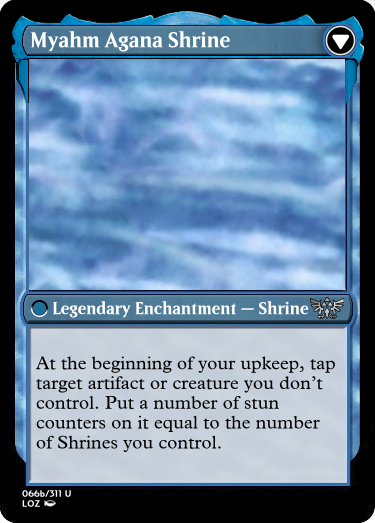 Myahm Agana Shrine
Legendary Enchantment — Shrine
At the beginning of your upkeep, tap
target artifact or creature you don't
control. Put a number of stun
counters on it equal to the number
of Shrines you control.
066b/311 U
LOZ